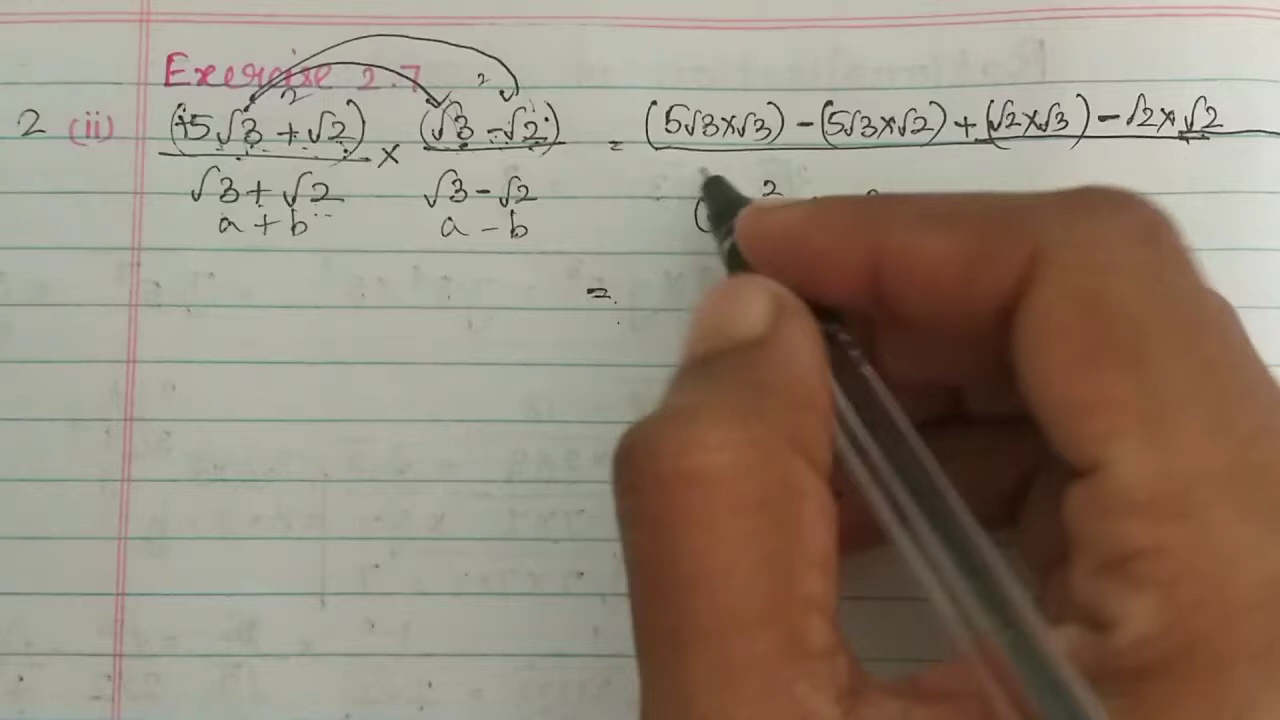 Exercise 2.7
2 (ii) (+5√3 + √2) × (√3 - √2) = (5√3×√3) - (5√3×√2) + (√2×√3) - √2×√2
√3 + √2 √3 - √2 ( 2
a + b a - b
=